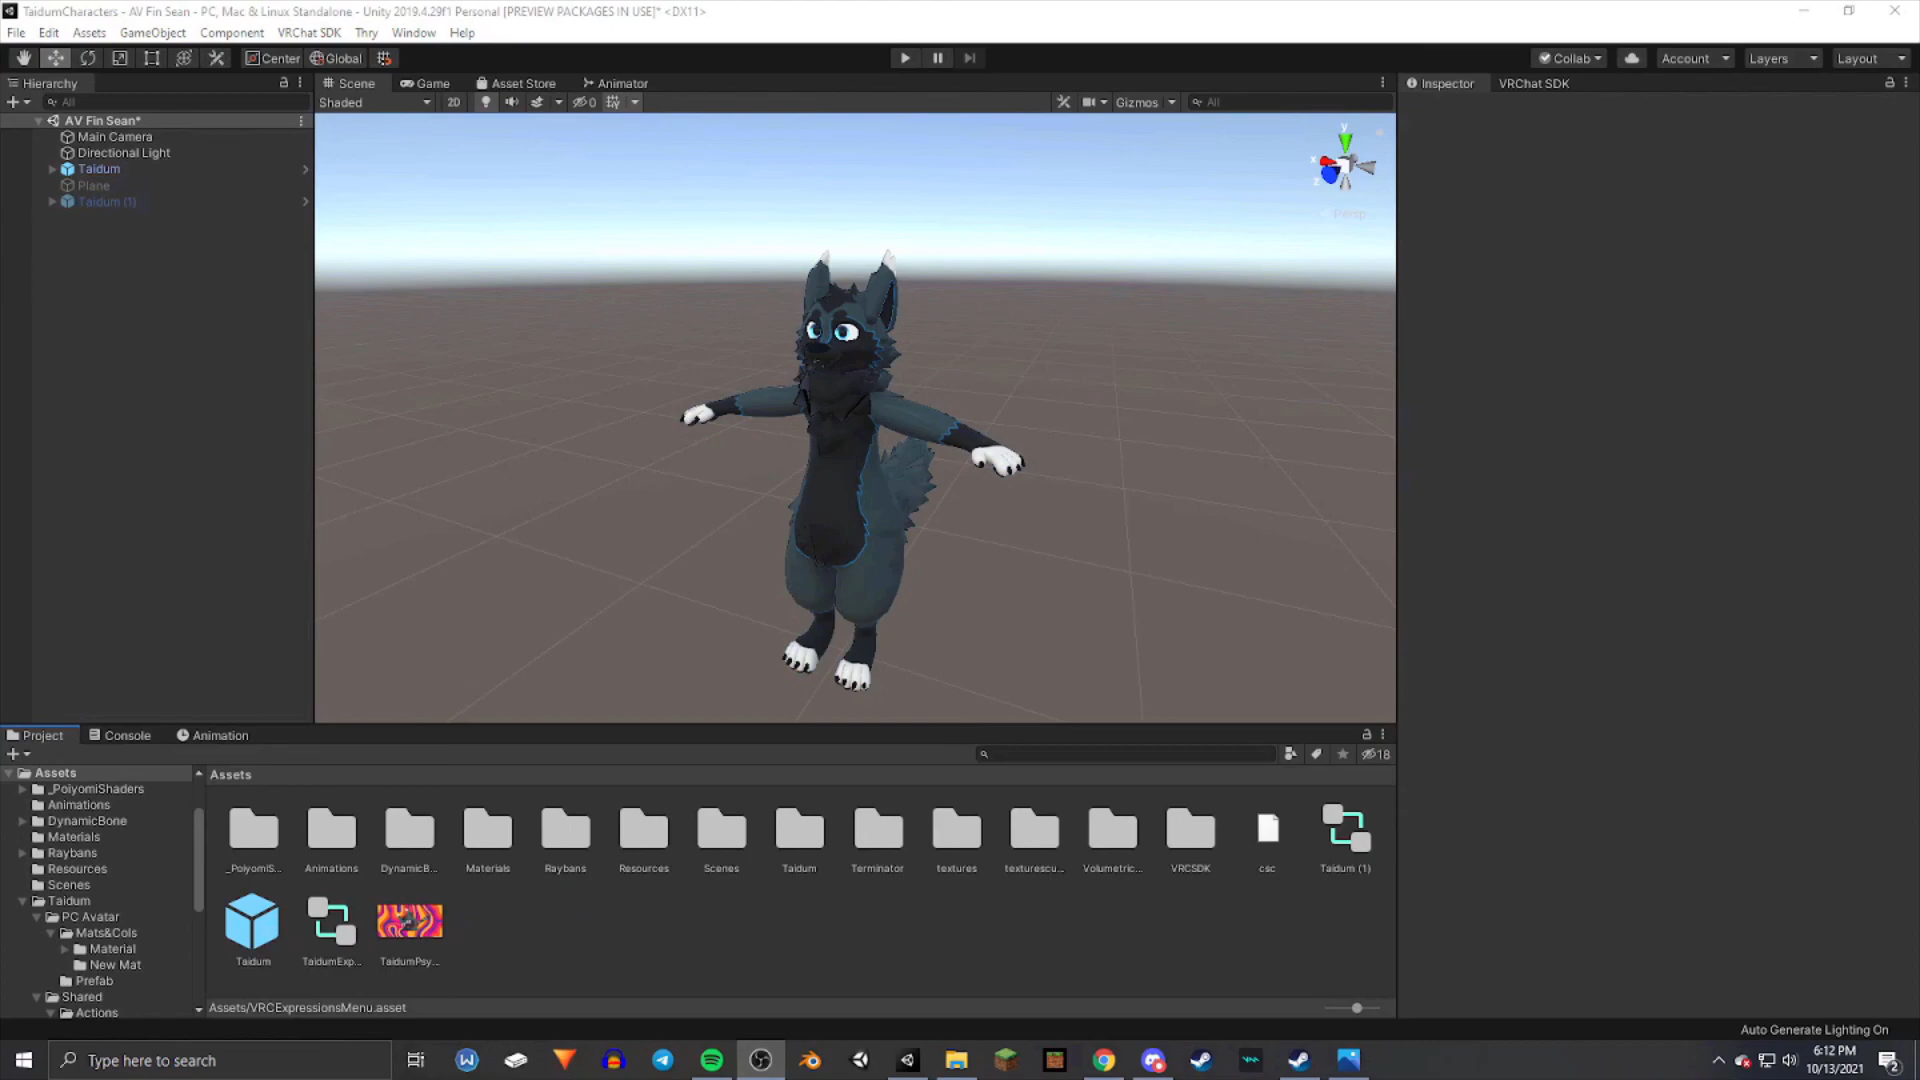 TaidumCharacters - AV Fin Sean - PC, Mac & Linux Standalone - Unity 2019.4.29f1 Personal [PREVIEW PACKAGES IN USE]* <DX11>
File Edit Assets GameObject Component VRChat SDK Thry Window Help
Center Global Collab Account Layers Layout
Hierarchy Scene Game Asset Store Animator Inspector VRChat SDK
All Shaded 2D 0 Gizmos All
AV Fin Sean*
Main Camera
Directional Light
Taidum
Plane
Taidum (1)
y
x
z
Persp
Project Console Animation
18
Assets
_PoiyomiShaders
Animations
DynamicBone
Materials
Raybans
Resources
Scenes
Taidum
PC Avatar
Mats&Cols
Material
New Mat
Prefab
Shared
Actions
Assets
_PoiyomiS... Animations DynamicB... Materials Raybans Resources Scenes Taidum Terminator textures texturescu... Volumetric... VRCSDK csc Taidum (1)
Taidum TaidumExp... TaidumPsy...
Assets/VRCExpressionsMenu.asset
Auto Generate Lighting On
Type here to search
6:12 PM
10/13/2021
2